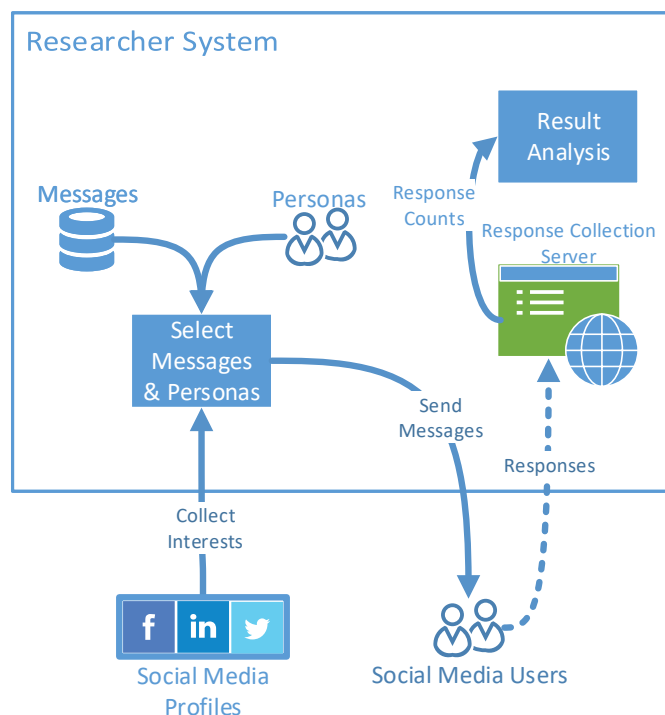 Researcher System
Result
Analysis
Messages
Personas
Response
Counts
Response Collection
Server
Select
Messages
& Personas
Send
Messages
Responses
Collect
Interests
f
in
Social Media
Profiles
Social Media Users